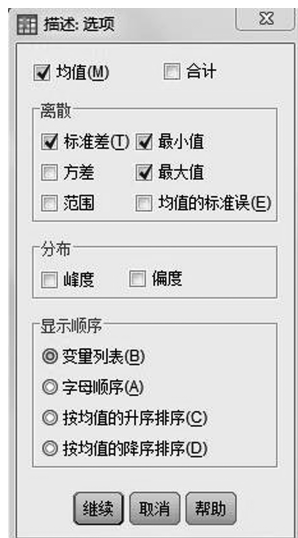 描述: 选项
均值(M) 合计
离散
标准差(T) 最小值
方差 最大值
范围 均值的标准误(E)
分布
峰度 偏度
显示顺序
变量列表(B)
字母顺序(A)
按均值的升序排序(C)
按均值的降序排序(D)
继续 取消 帮助